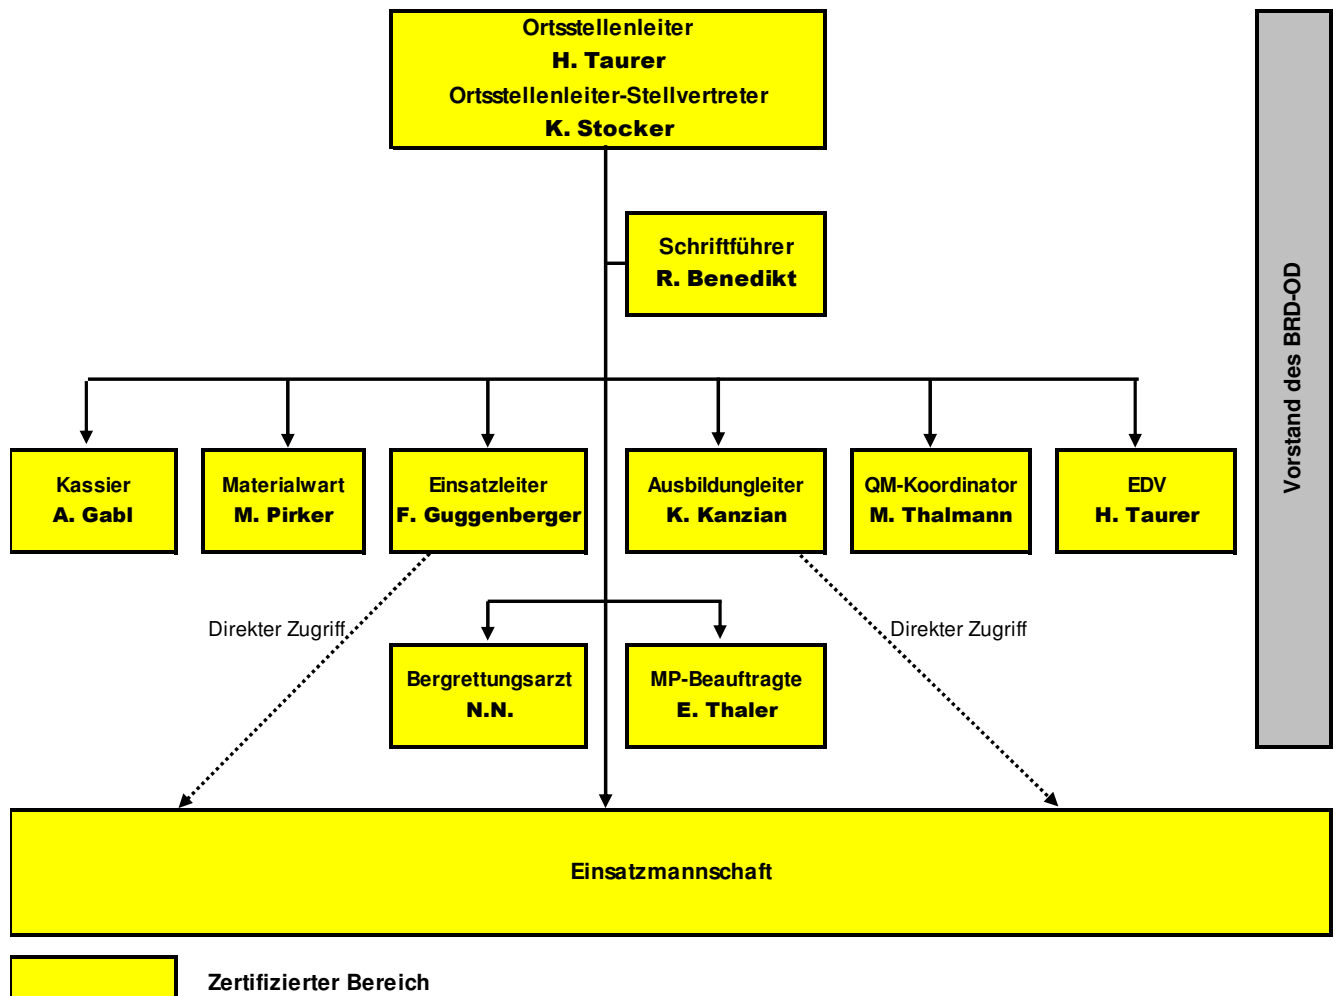 Ortsstellenleiter
H. Taurer
Ortsstellenleiter-Stellvertreter
K. Stocker
Schriftführer
R. Benedikt
Vorstand des BRD-OD
Kassier
A. Gabl
Materialwart
M. Pirker
Einsatzleiter
F. Guggenberger
Ausbildungleiter
K. Kanzian
QM-Koordinator
M. Thalmann
EDV
H. Taurer
Direkter Zugriff
Direkter Zugriff
Bergrettungsarzt
N.N.
MP-Beauftragte
E. Thaler
Einsatzmannschaft
Zertifizierter Bereich